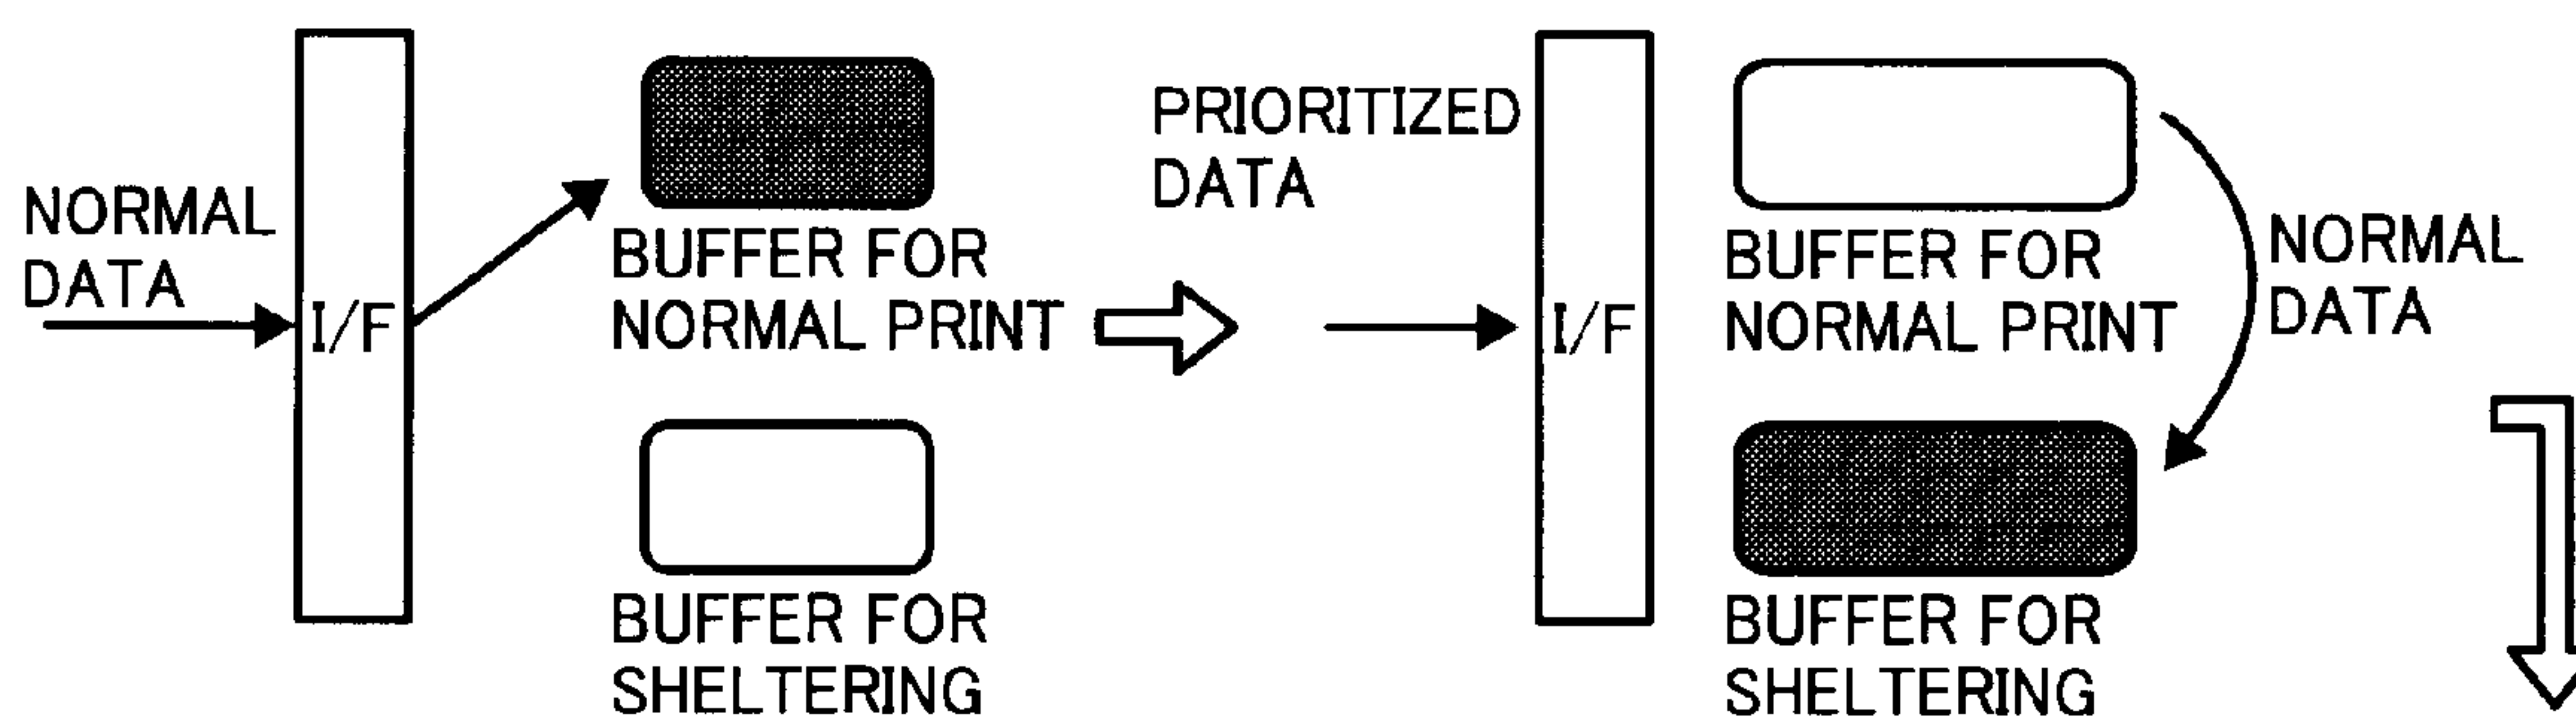 NORMAL
DATA
I/F
BUFFER FOR
NORMAL PRINT
BUFFER FOR
SHELTERING
PRIORITIZED
DATA
I/F
BUFFER FOR
NORMAL PRINT
NORMAL
DATA
BUFFER FOR
SHELTERING